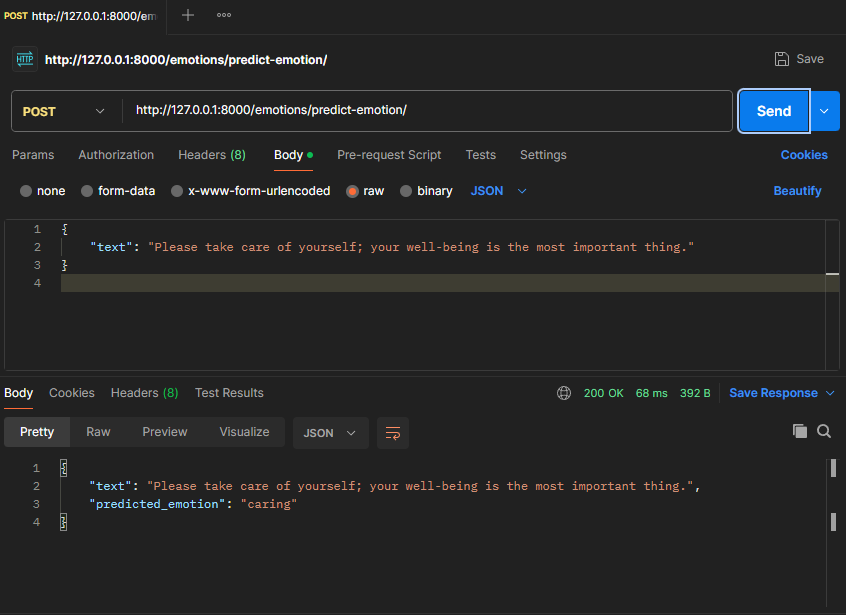 POST http://127.0.0.1:8000/em
http://127.0.0.1:8000/emotions/predict-emotion/ Save
POST http://127.0.0.1:8000/emotions/predict-emotion/ Send
Params Authorization Headers (8) Body Pre-request Script Tests Settings Cookies
none form-data x-www-form-urlencoded raw binary JSON Beautify
1 {
2 "text": "Please take care of yourself; your well-being is the most important thing."
3 }
4
Body Cookies Headers (8) Test Results 200 OK 68 ms 392 B Save Response
Pretty Raw Preview Visualize JSON
1 {
2 "text": "Please take care of yourself; your well-being is the most important thing.",
3 "predicted_emotion": "caring"
4 }